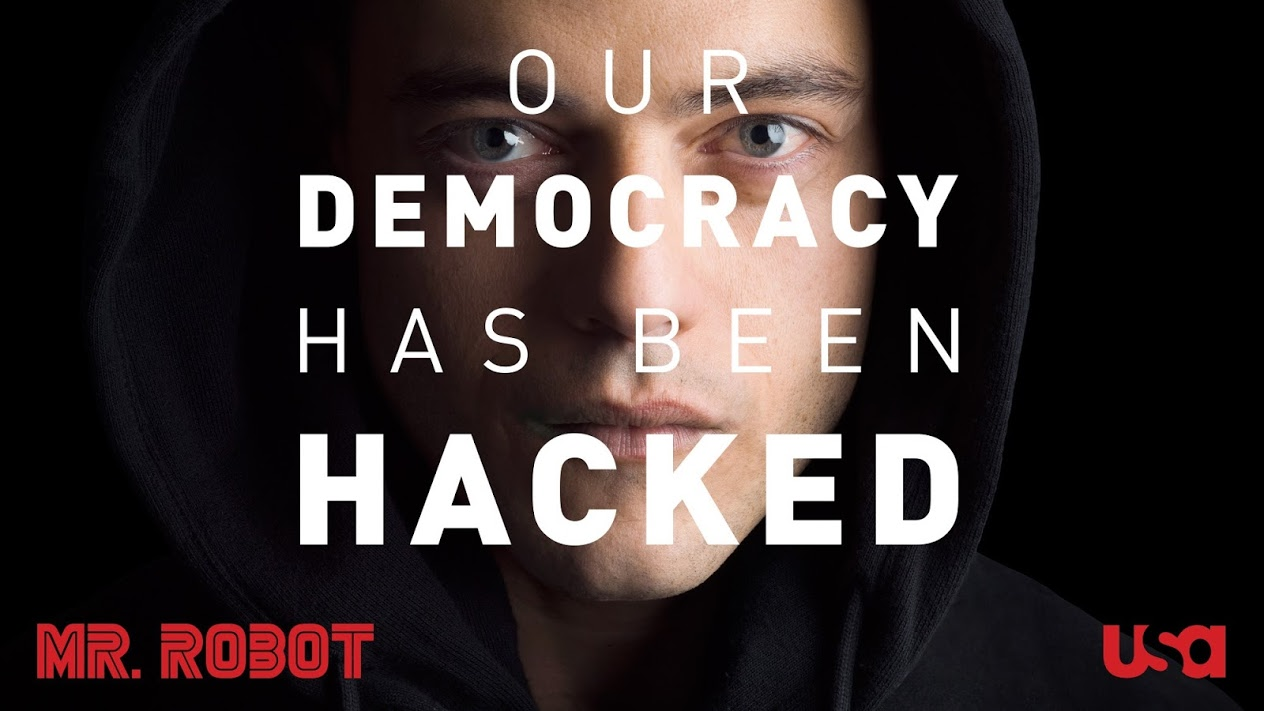 OUR
DEMOCRACY
HAS BEEN
HACKED
MR. ROBOT
usa